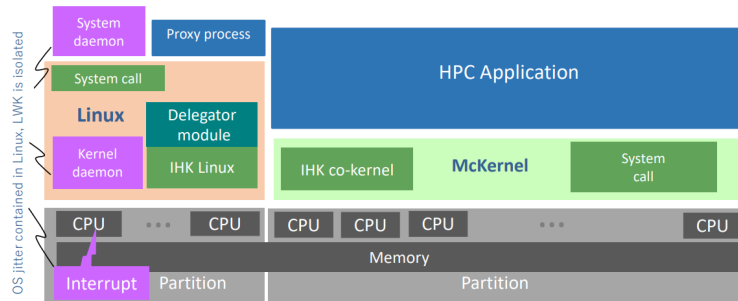 OS jitter contained in Linux, LWK is isolated
System
daemon
Proxy process
System call
Linux
Delegator
module
Kernel
daemon
IHK Linux
HPC Application
McKernel
IHK co-kernel
System
call
CPU
...
CPU
CPU
CPU
CPU
...
CPU
Memory
Interrupt
Partition
Partition